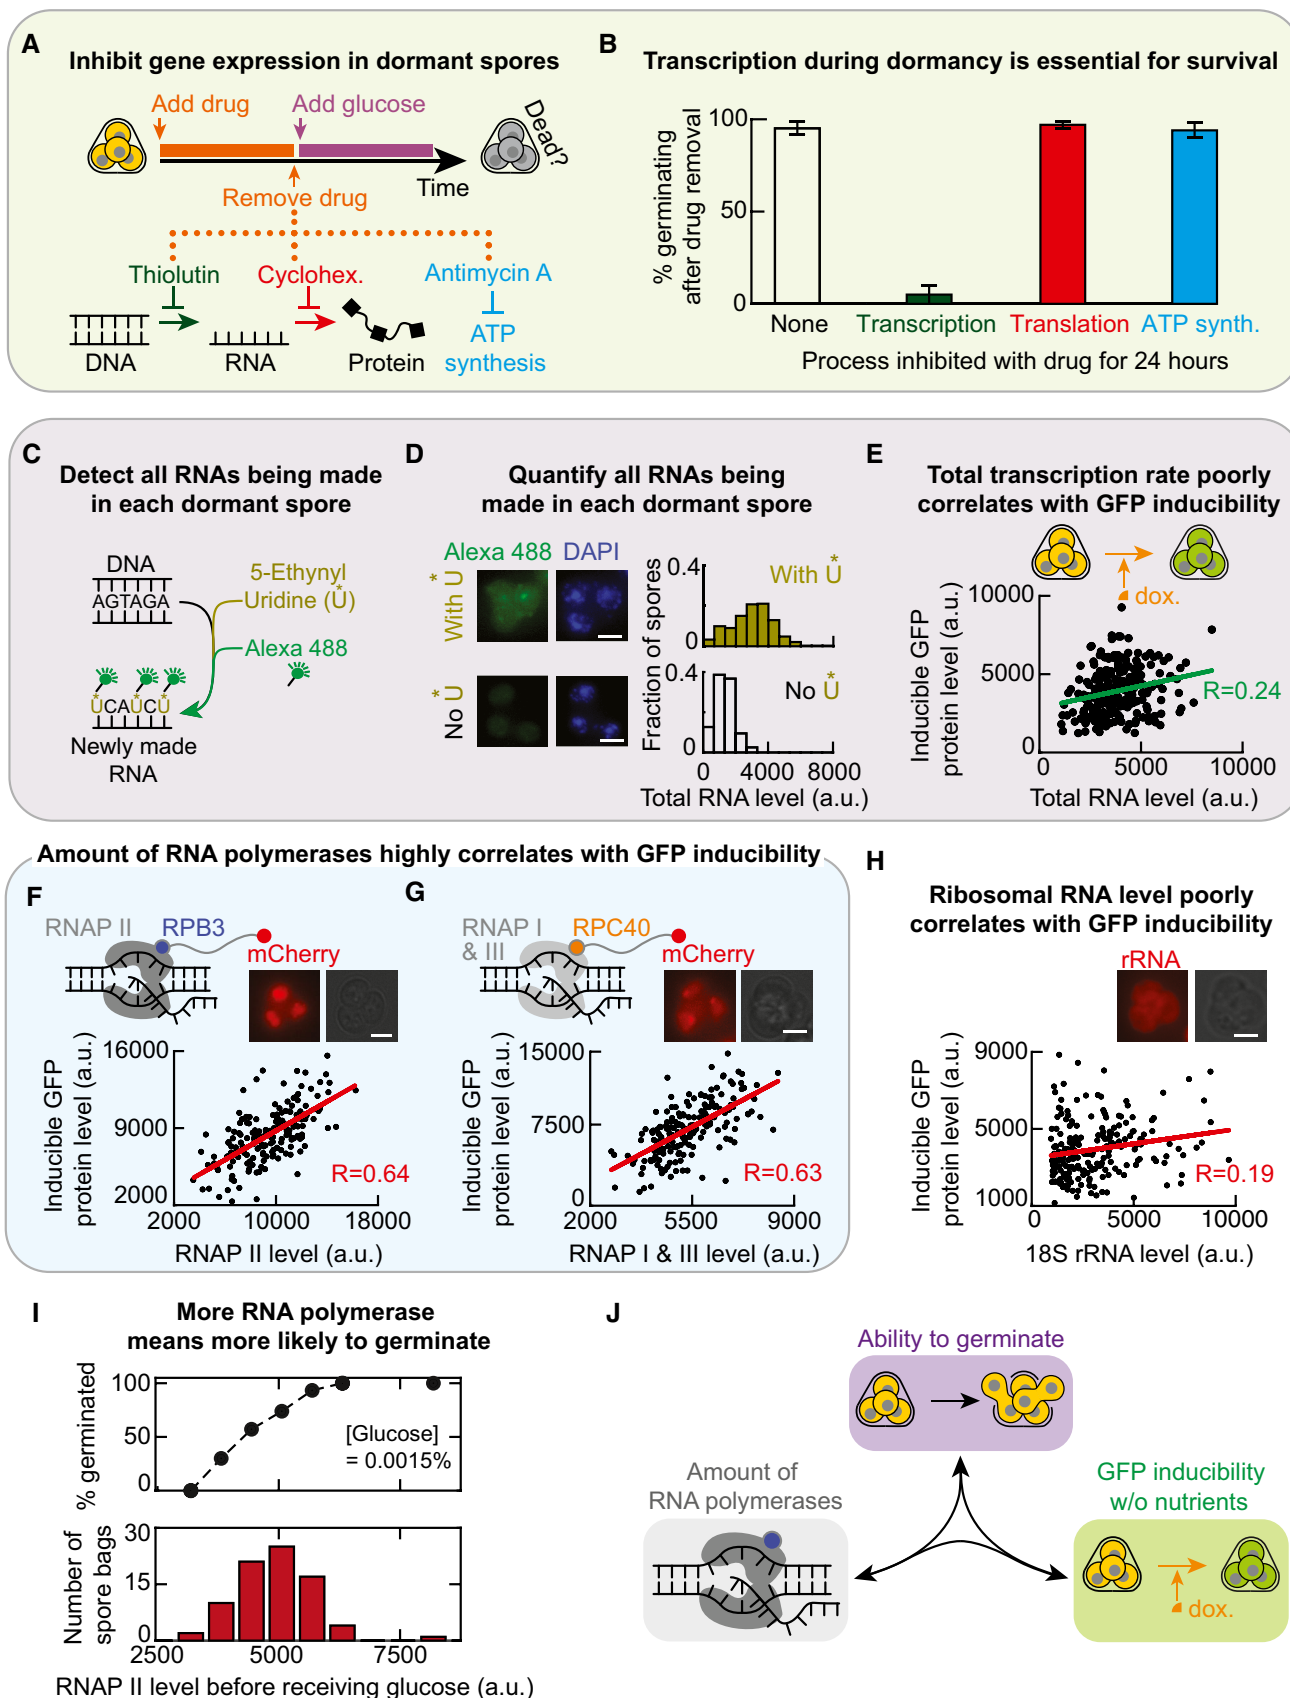 A
Inhibit gene expression in dormant spores
Add drug
Add glucose
Dead?
Time
Remove drug
Thiolutin
Cyclohex.
Antimycin A
DNA
RNA
Protein
ATP
synthesis
B
Transcription during dormancy is essential for survival
% germinating
after drug removal
100
50
0
None
Transcription
Translation
ATP synth.
Process inhibited with drug for 24 hours
C
Detect all RNAs being made
in each dormant spore
DNA
AGTAGA
5-Ethynyl
Uridine (U*)
Alexa 488
U*CAU*CU*
Newly made
RNA
D
Quantify all RNAs being
made in each dormant spore
Alexa 488
DAPI
With U*
No U*
Fraction of spores
0.4
0
With U*
0.4
0
No U*
0
4000
8000
Total RNA level (a.u.)
E
Total transcription rate poorly
correlates with GFP inducibility
dox.
Inducible GFP
protein level (a.u.)
10000
5000
0
R=0.24
0
5000
10000
Total RNA level (a.u.)
Amount of RNA polymerases highly correlates with GFP inducibility
F
RNAP II
RPB3
mCherry
Inducible GFP
protein level (a.u.)
16000
9000
2000
R=0.64
2000
10000
18000
RNAP II level (a.u.)
G
RNAP I
& III
RPC40
mCherry
Inducible GFP
protein level (a.u.)
15000
7500
0
R=0.63
2000
5500
9000
RNAP I & III level (a.u.)
H
Ribosomal RNA level poorly
correlates with GFP inducibility
rRNA
Inducible GFP
protein level (a.u.)
9000
5000
1000
R=0.19
0
5000
10000
18S rRNA level (a.u.)
I
More RNA polymerase
means more likely to germinate
% germinated
100
50
0
[Glucose]
= 0.0015%
Number of
spore bags
30
15
0
2500
5000
7500
RNAP II level before receiving glucose (a.u.)
J
Ability to germinate
Amount of
RNA polymerases
GFP inducibility
w/o nutrients
dox.